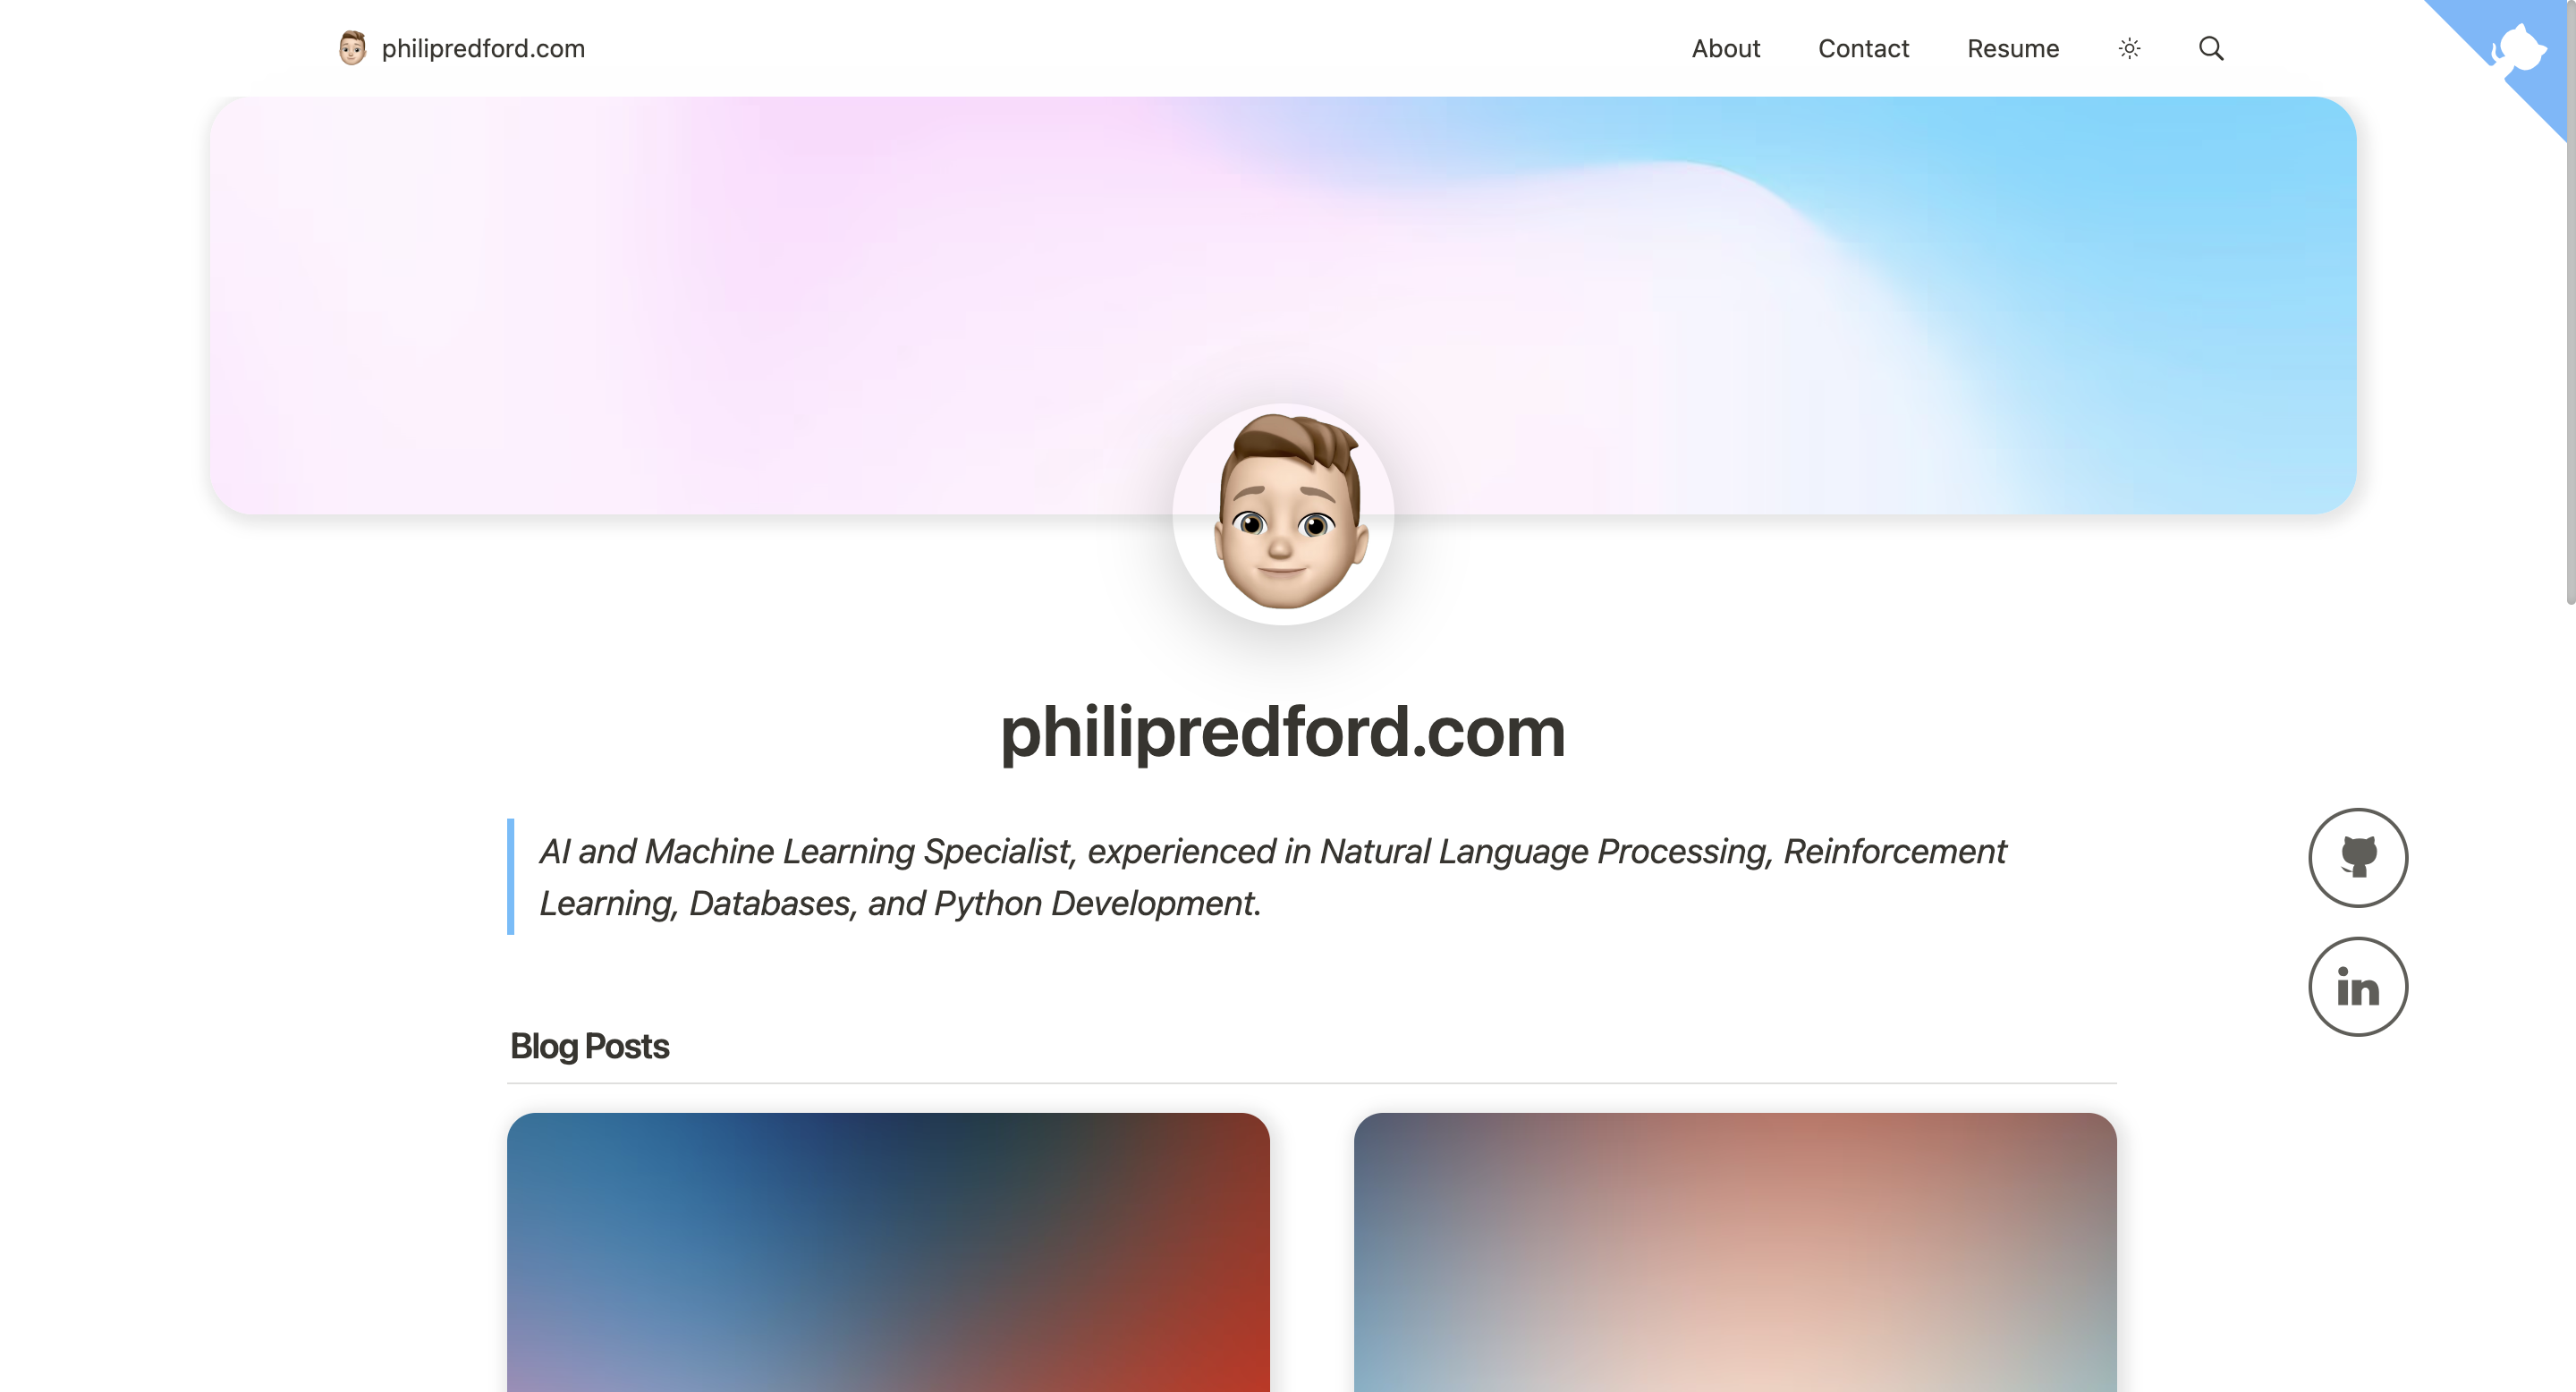 philipredford.com
About Contact Resume
philipredford.com
AI and Machine Learning Specialist, experienced in Natural Language Processing, Reinforcement
Learning, Databases, and Python Development.
in
Blog Posts